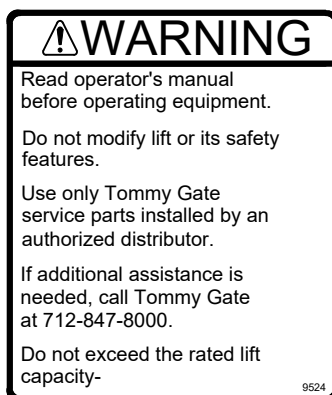 WARNING
Read operator's manual
before operating equipment.
Do not modify lift or its safety
features.
Use only Tommy Gate
service parts installed by an
authorized distributor.
If additional assistance is
needed, call Tommy Gate
at 712-847-8000.
Do not exceed the rated lift
capacity-
9524